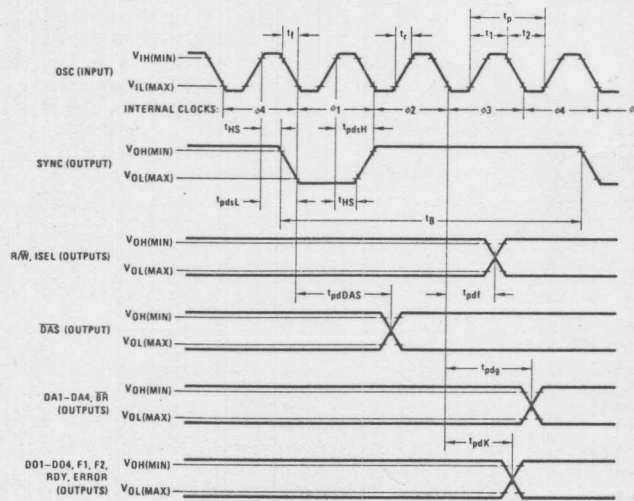 tf tr tp
t1 t2
OSC (INPUT) VIH(MIN)
VIL(MAX)
INTERNAL CLOCKS: φ4 φ1 φ2 φ3 φ4 φ
tHS tpdsH
SYNC (OUTPUT) VOH(MIN)
VOL(MAX)
tpdsL tHS
tB
R/W̅, ISEL (OUTPUTS) VOH(MIN)
VOL(MAX)
tpdDAS tpdf
D̅A̅S̅ (OUTPUT) VOH(MIN)
VOL(MAX)
tpdg
DA1–DA4, B̅R̅ (OUTPUTS) VOH(MIN)
VOL(MAX)
tpdK
DO1–DO4, F1, F2, RDY, ERROR (OUTPUTS) VOH(MIN)
VOL(MAX)